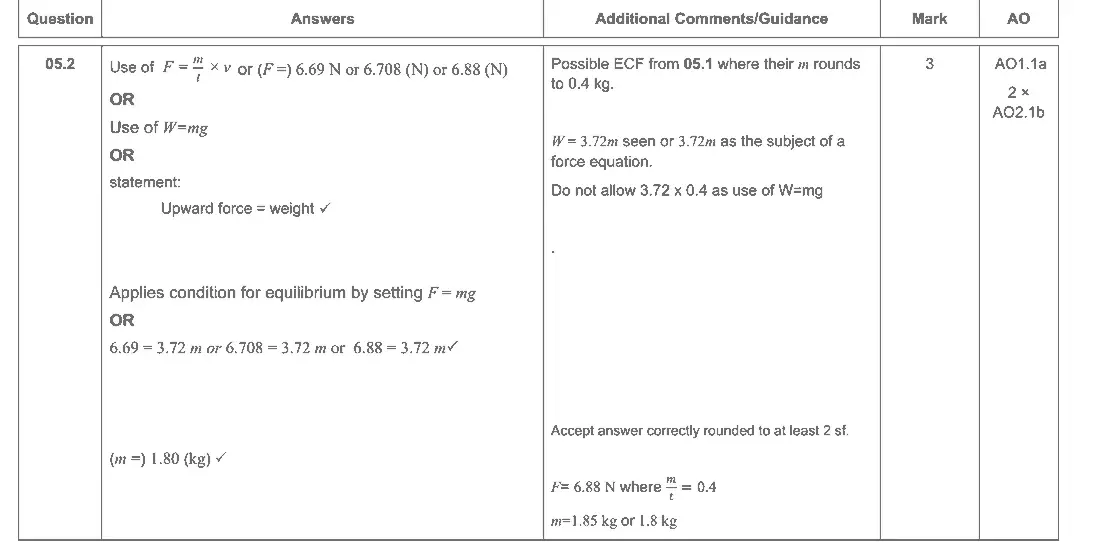 Question Answers Additional Comments/Guidance Mark AO
05.2 Use of F = m/t × v or (F =) 6.69 N or 6.708 (N) or 6.88 (N)
OR
Use of W=mg
OR
statement:
Upward force = weight ✓
Applies condition for equilibrium by setting F = mg
OR
6.69 = 3.72 m or 6.708 = 3.72 m or 6.88 = 3.72 m✓
(m =) 1.80 (kg) ✓
Possible ECF from 05.1 where their m rounds
to 0.4 kg.
W = 3.72m seen or 3.72m as the subject of a
force equation.
Do not allow 3.72 x 0.4 as use of W=mg
.
Accept answer correctly rounded to at least 2 sf.
F= 6.88 N where m/t = 0.4
m=1.85 kg or 1.8 kg
3
AO1.1a
2 ×
AO2.1b